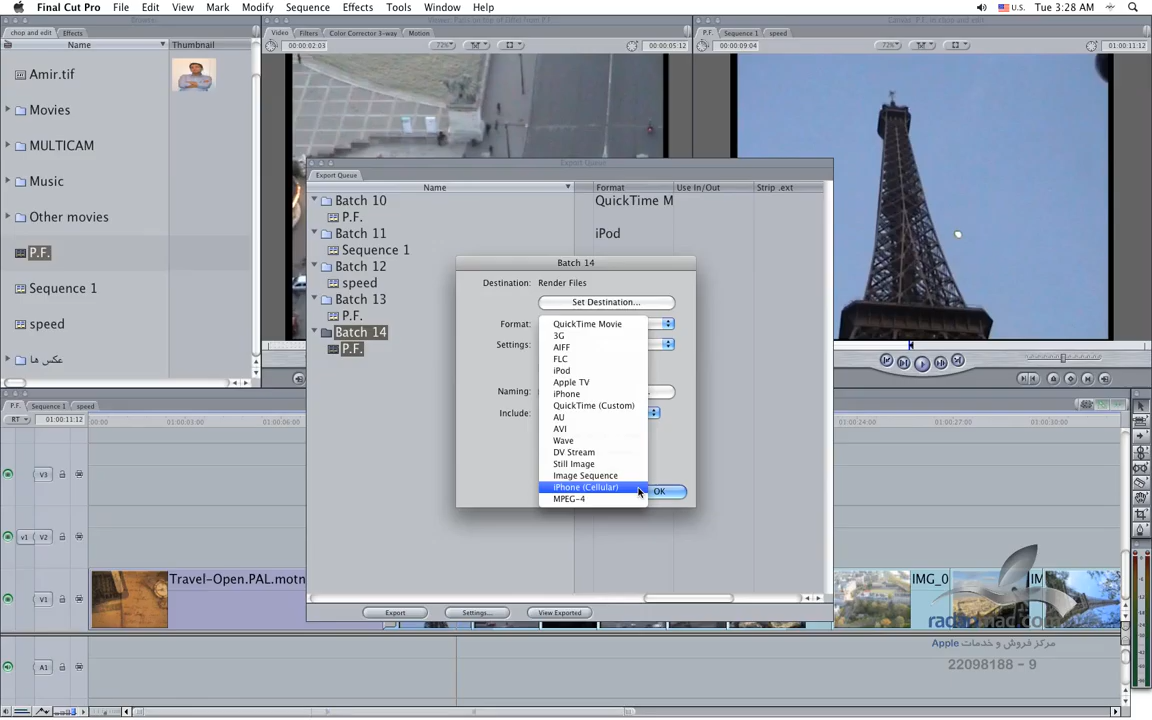 Final Cut Pro File Edit View Mark Modify Sequence Effects Tools Window Help U.S. Tue 3:28 AM
chop and edit Effects
Name Thumbnail
Amir.tif
Movies
MULTICAM
Music
Other movies
P.F.
Sequence 1
speed
عکس ها
Video Filters Color Corrector 3-way Motion
00:00:02:03 72% 00:00:05:12
P.F. Sequence 1 speed
00:00:09:04 72% 01:00:11:12
Export Queue
Export Queue
Name Format Use In/Out Strip .ext
Batch 10 QuickTime M
P.F.
Batch 11 iPod
Sequence 1
Batch 12
speed
Batch 13
P.F.
Batch 14
P.F.
Export Settings... View Exported
Batch 14
Destination: Render Files
Set Destination...
Format:
Settings:
Naming:
Include:
OK
QuickTime Movie
3G
AIFF
FLC
iPod
Apple TV
iPhone
QuickTime (Custom)
AU
AVI
Wave
DV Stream
Still Image
Image Sequence
iPhone (Cellular)
MPEG-4
P.F. Sequence 1 speed
RT 01:00:11:12 00:00 01:00:03:00 01:00:06:00 01:00:24:00 01:00:27:00 01:00:30:00
V3
v1 V2
V1 Travel-Open.PAL.motn IMG_0 IM
A1
مرکز فروش و خدمات Apple
22098188 - 9